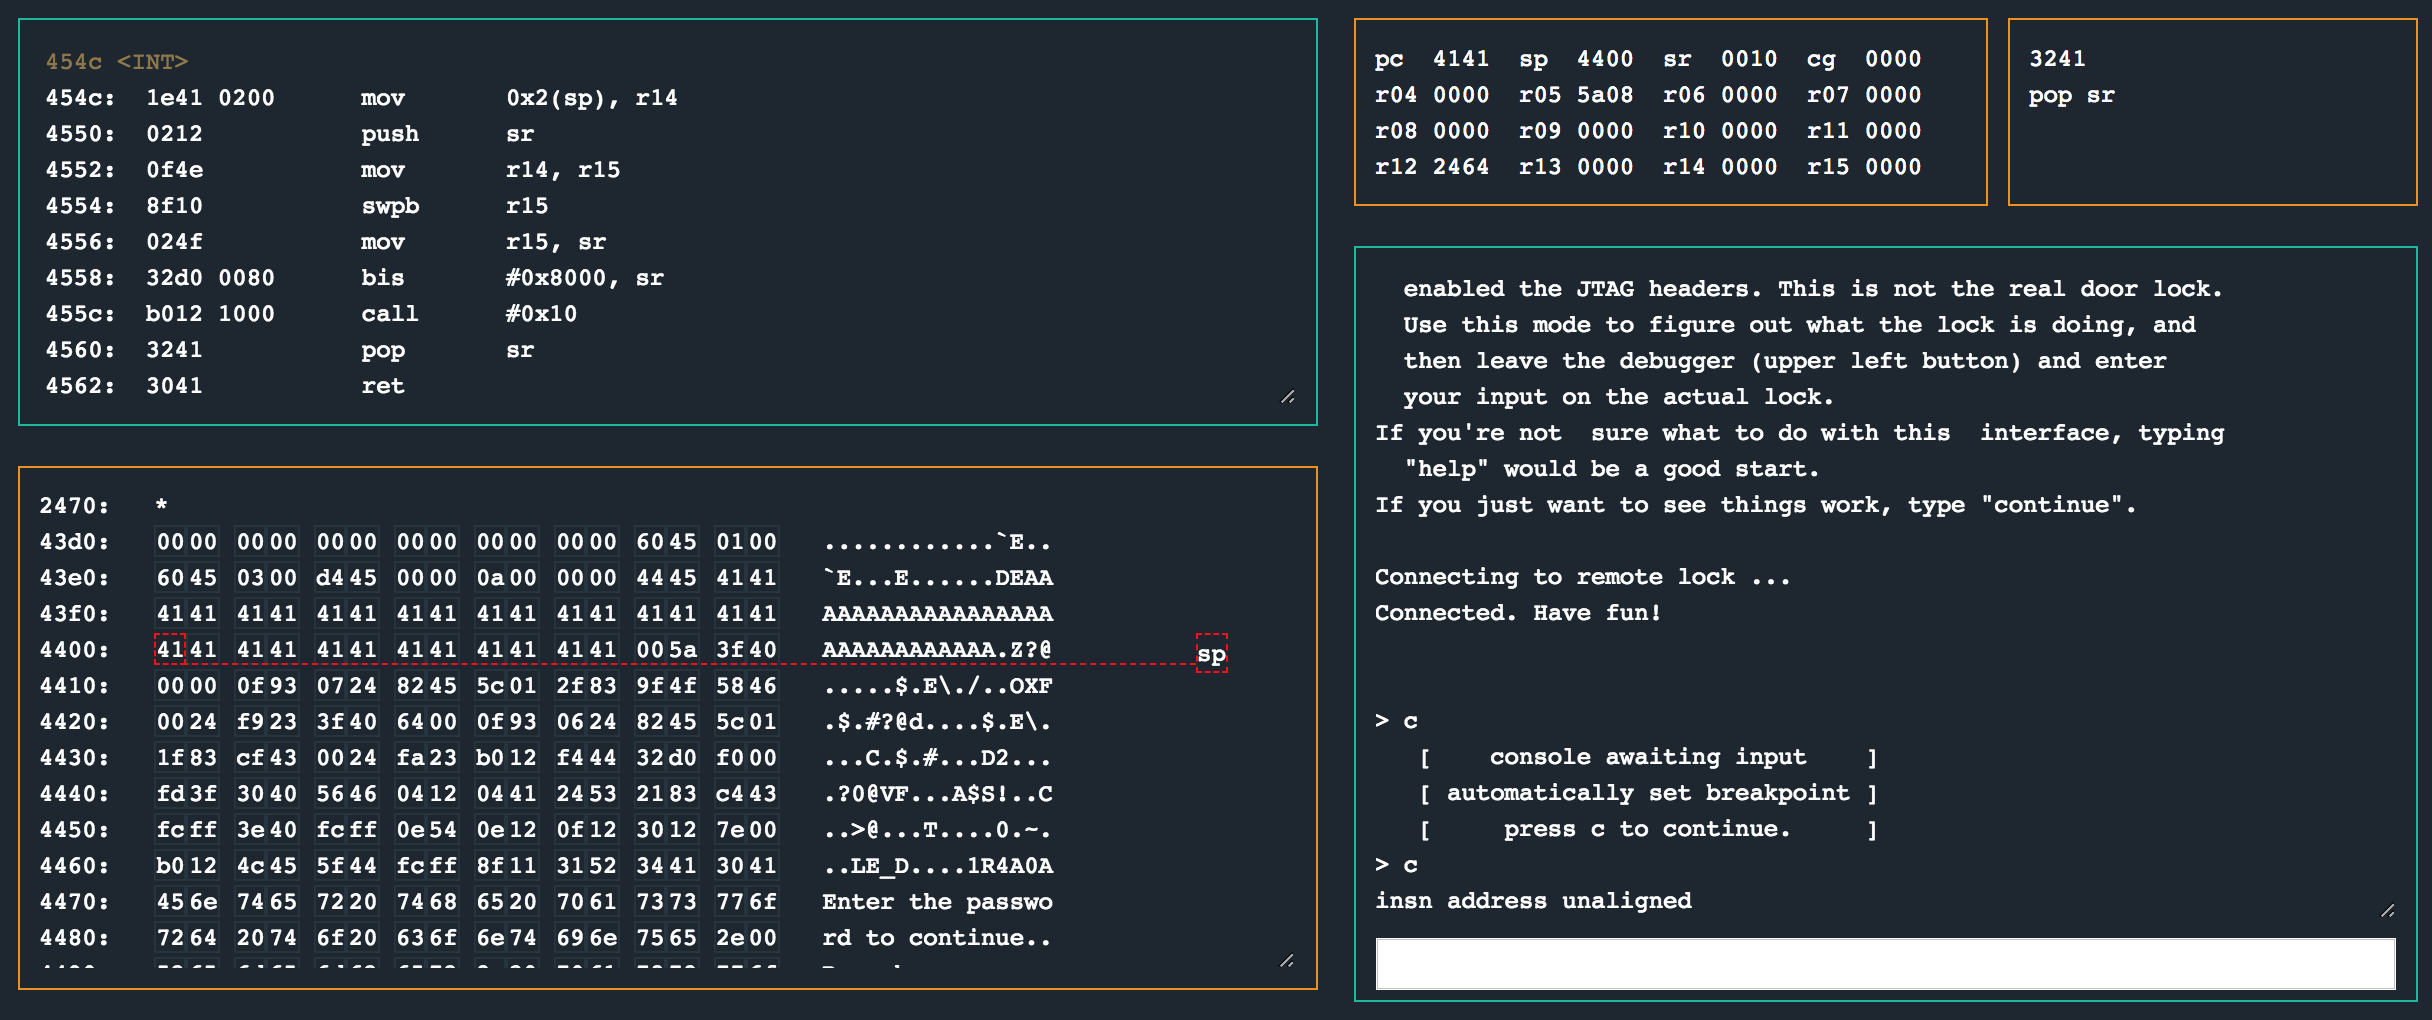 454c <INT>
454c:  1e41 0200      mov       0x2(sp), r14
4550:  0212           push      sr
4552:  0f4e           mov       r14, r15
4554:  8f10           swpb      r15
4556:  024f           mov       r15, sr
4558:  32d0 0080      bis       #0x8000, sr
455c:  b012 1000      call      #0x10
4560:  3241           pop       sr
4562:  3041           ret
2470:   *
43d0:   0000 0000 0000 0000 0000 0000 6045 0100   ............`E..
43e0:   6045 0300 d445 0000 0a00 0000 4445 4141   `E...E......DEAA
43f0:   4141 4141 4141 4141 4141 4141 4141 4141   AAAAAAAAAAAAAAAA
4400:   4141 4141 4141 4141 4141 4141 005a 3f40   AAAAAAAAAAAA.Z?@ sp
4410:   0000 0f93 0724 8245 5c01 2f83 9f4f 5846   .....$.E\./..OXF
4420:   0024 f923 3f40 6400 0f93 0624 8245 5c01   .$.#?@d....$.E\.
4430:   1f83 cf43 0024 fa23 b012 f444 32d0 f000   ...C.$.#...D2...
4440:   fd3f 3040 5646 0412 0441 2453 2183 c443   .?0@VF...A$S!..C
4450:   fcff 3e40 fcff 0e54 0e12 0f12 3012 7e00   ..>@...T....0.~.
4460:   b012 4c45 5f44 fcff 8f11 3152 3441 3041   ..LE_D....1R4A0A
4470:   456e 7465 7220 7468 6520 7061 7373 776f   Enter the passwo
4480:   7264 2074 6f20 636f 6e74 696e 7565 2e00   rd to continue..
pc  4141  sp  4400  sr  0010  cg  0000
r04 0000  r05 5a08  r06 0000  r07 0000
r08 0000  r09 0000  r10 0000  r11 0000
r12 2464  r13 0000  r14 0000  r15 0000
3241
pop sr
enabled the JTAG headers. This is not the real door lock.
Use this mode to figure out what the lock is doing, and
then leave the debugger (upper left button) and enter
your input on the actual lock.
If you're not  sure what to do with this  interface, typing
"help" would be a good start.
If you just want to see things work, type "continue".
Connecting to remote lock ...
Connected. Have fun!
> c
[    console awaiting input    ]
[ automatically set breakpoint ]
[     press c to continue.     ]
> c
insn address unaligned